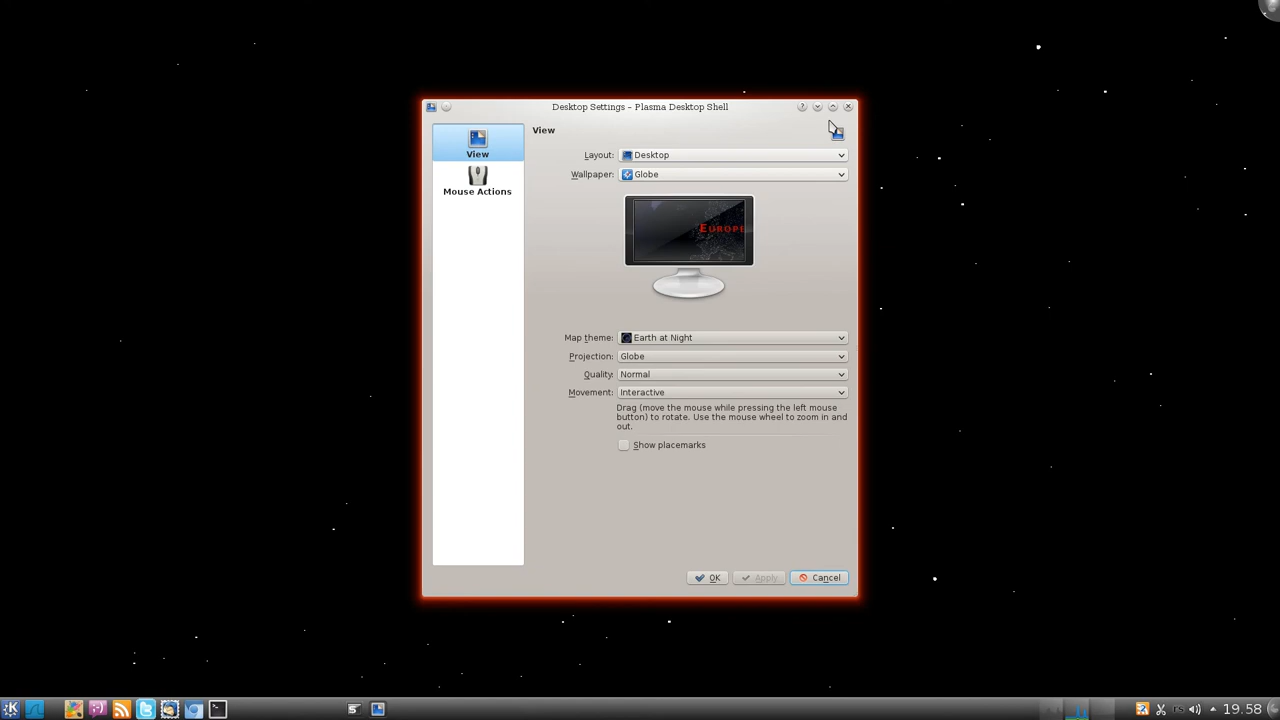 Desktop Settings – Plasma Desktop Shell
View
Mouse Actions
View
Layout: Desktop
Wallpaper: Globe
EUROPE
Map theme: Earth at Night
Projection: Globe
Quality: Normal
Movement: Interactive
Drag (move the mouse while pressing the left mouse
button) to rotate. Use the mouse wheel to zoom in and
out.
Show placemarks
OK
Apply
Cancel
19.58